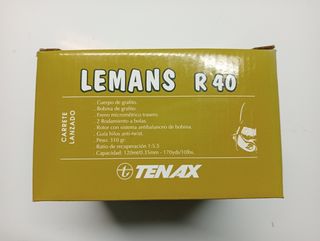 LEMANS R 40
CARRETE
LANZADO
. Cuerpo de grafito.
. Bobina de grafito.
. Freno micrométrico trasero.
. 2 Rodamiento a bolas.
. Rotor con sistema antibalanceo de bobina.
. Guía hilos anti-twist.
. Peso: 310 gr.
. Ratio de recuperación 1:5.5
. Capacidad: 120mt/0.35mm - 170yds/10lbs.
TENAX